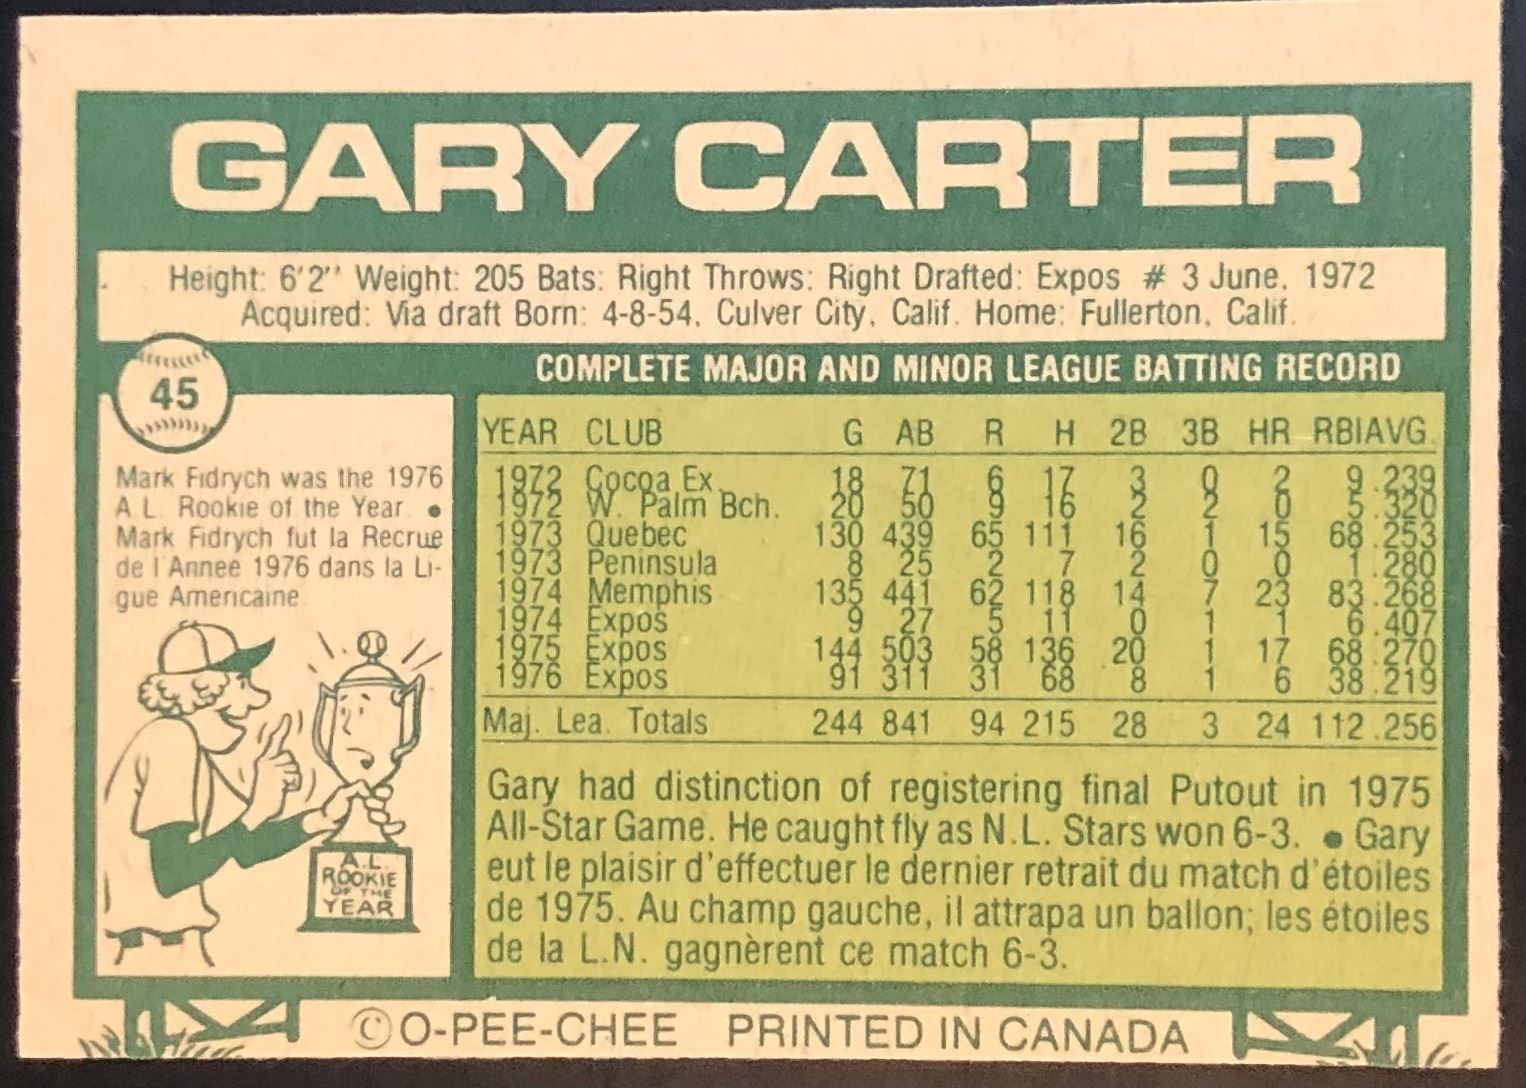 GARY CARTER
Height: 6'2" Weight: 205 Bats: Right Throws: Right Drafted: Expos # 3 June, 1972
Acquired: Via draft Born: 4-8-54, Culver City, Calif. Home: Fullerton, Calif.
45
Mark Fidrych was the 1976
A.L. Rookie of the Year. •
Mark Fidrych fut la Recrue
de l'Annee 1976 dans la Li-
gue Americaine
A.L.
ROOKIE
OF THE
YEAR
COMPLETE MAJOR AND MINOR LEAGUE BATTING RECORD
YEAR CLUB G AB R H 2B 3B HR RBI AVG.
1972 Cocoa Ex. 18 71 6 17 3 0 2 9 .239
1972 W. Palm Bch. 20 50 9 16 2 2 0 5 .320
1973 Quebec 130 439 65 111 16 1 15 68 .253
1973 Peninsula 8 25 2 7 2 0 0 1 .280
1974 Memphis 135 441 62 118 14 7 23 83 .268
1974 Expos 9 27 5 11 0 1 1 6 .407
1975 Expos 144 503 58 136 20 1 17 68 .270
1976 Expos 91 311 31 68 8 1 6 38 .219
Maj. Lea. Totals 244 841 94 215 28 3 24 112 .256
Gary had distinction of registering final Putout in 1975
All-Star Game. He caught fly as N.L. Stars won 6-3. • Gary
eut le plaisir d'effectuer le dernier retrait du match d'étoiles
de 1975. Au champ gauche, il attrapa un ballon; les étoiles
de la L.N. gagnèrent ce match 6-3.
© O-PEE-CHEE PRINTED IN CANADA